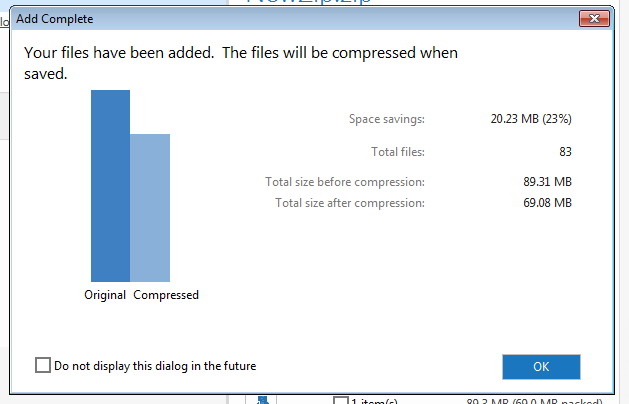 NewZip.zip
Add Complete
Your files have been added.  The files will be compressed when
saved.
Space savings: 20.23 MB (23%)
Total files: 83
Total size before compression: 89.31 MB
Total size after compression: 69.08 MB
Original Compressed
Do not display this dialog in the future
OK
1 item(s) 89.3 MB (69.0 MB packed)